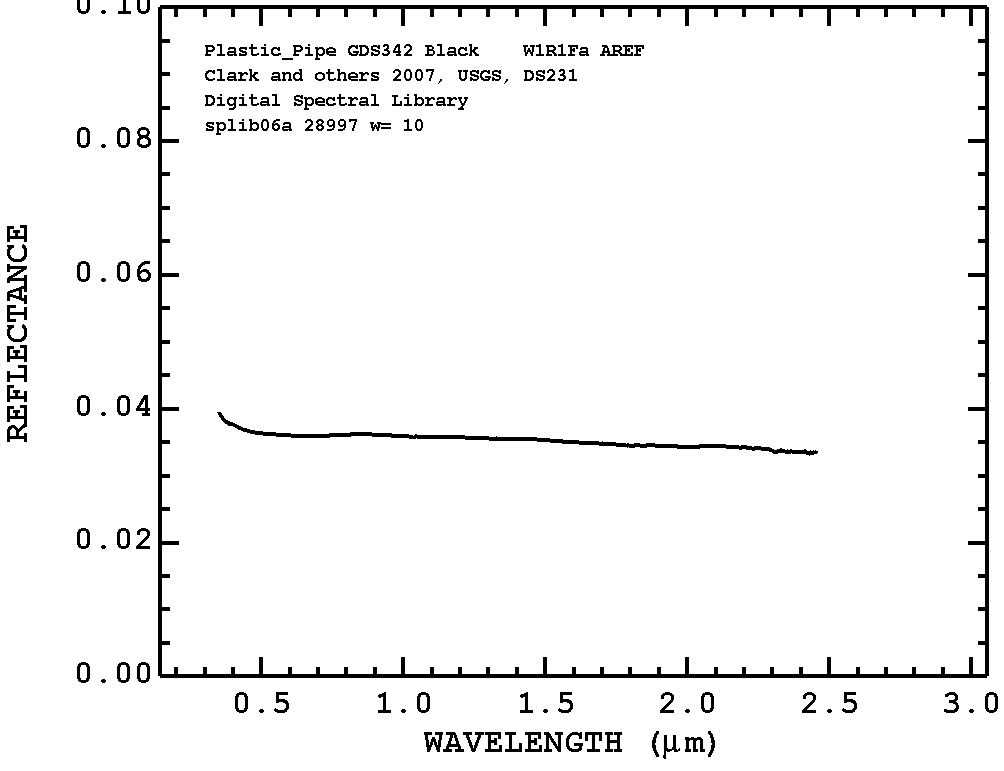 0.10
Plastic_Pipe GDS342 Black W1R1Fa AREF
Clark and others 2007, USGS, DS231
Digital Spectral Library
splib06a 28997 w= 10
0.08
0.06
0.04
0.02
0.00
REFLECTANCE
0.5 1.0 1.5 2.0 2.5 3.0
WAVELENGTH (μm)